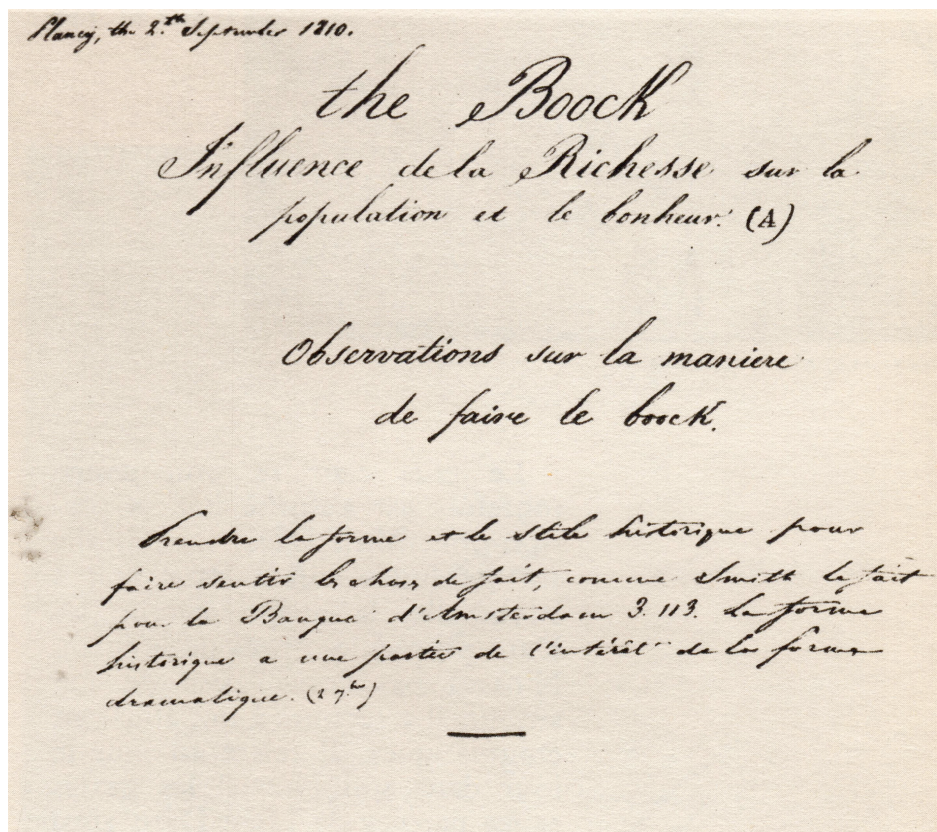 Plancy, the 2.th September 1810.
the Boock
Influence de la Richesse sur la
population et le bonheur. (A)
Observations sur la maniere
de faire le boock.
Prendre la forme et le stile historique pour
faire sentir les choses de fait, comme Smith le fait
pour la Banque d'Amsterdam 3. 113. La forme
historique a une partie de l'intérêt de la forme
dramatique. (27.bre)